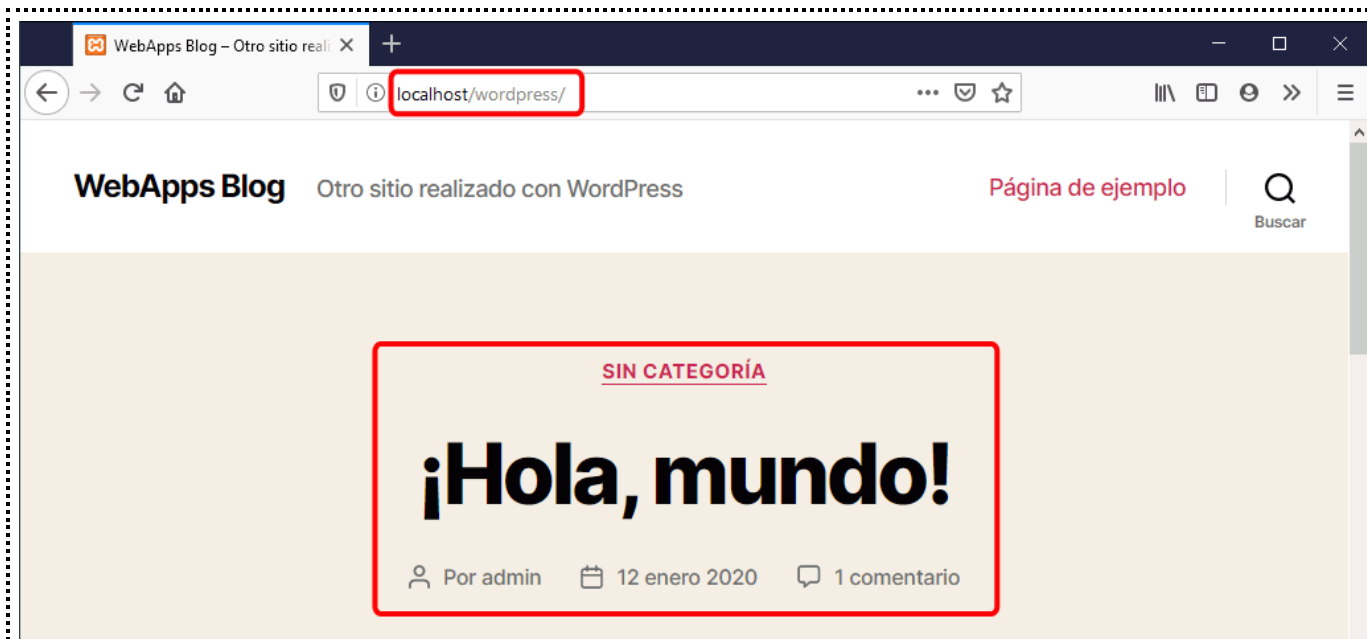 WebApps Blog – Otro sitio reali
localhost/wordpress/
WebApps Blog Otro sitio realizado con WordPress Página de ejemplo
Buscar
SIN CATEGORÍA
¡Hola, mundo!
Por admin 12 enero 2020 1 comentario